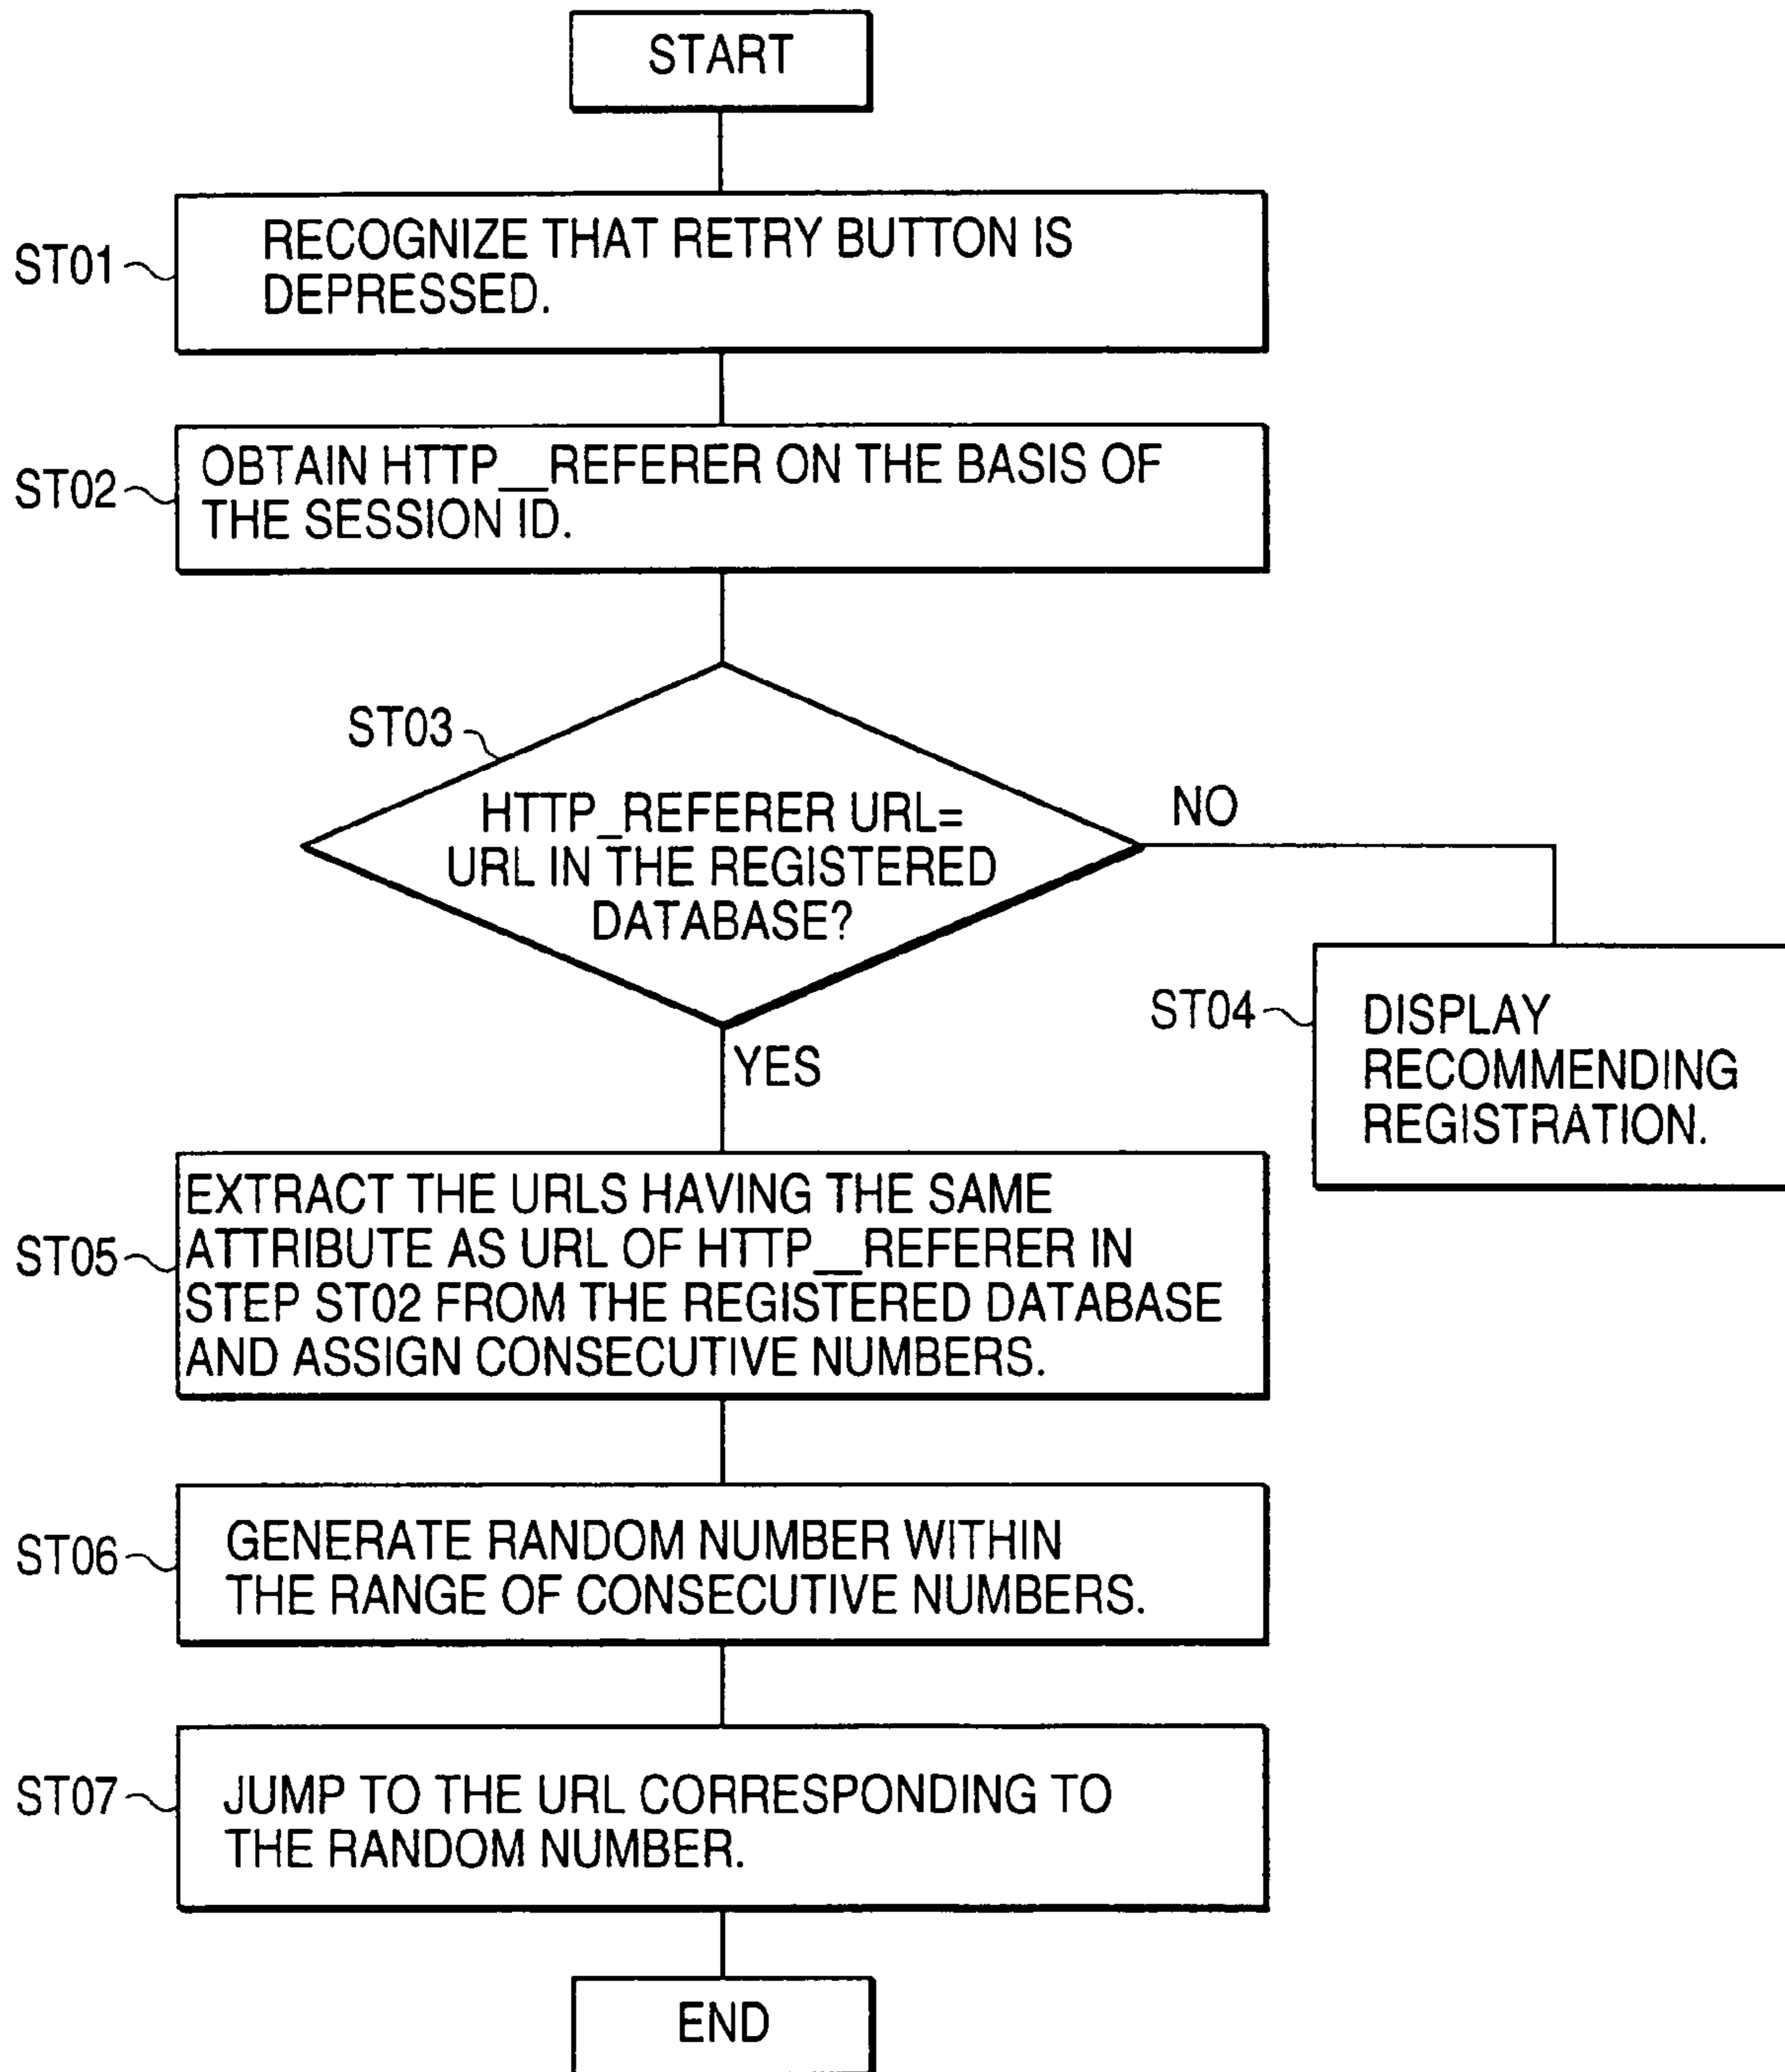 START
ST01
RECOGNIZE THAT RETRY BUTTON IS
DEPRESSED.
ST02
OBTAIN HTTP__REFERER ON THE BASIS OF
THE SESSION ID.
ST03
HTTP_REFERER URL=
URL IN THE REGISTERED
DATABASE?
NO
ST04
DISPLAY
RECOMMENDING
REGISTRATION.
YES
ST05
EXTRACT THE URLS HAVING THE SAME
ATTRIBUTE AS URL OF HTTP__REFERER IN
STEP ST02 FROM THE REGISTERED DATABASE
AND ASSIGN CONSECUTIVE NUMBERS.
ST06
GENERATE RANDOM NUMBER WITHIN
THE RANGE OF CONSECUTIVE NUMBERS.
ST07
JUMP TO THE URL CORRESPONDING TO
THE RANDOM NUMBER.
END